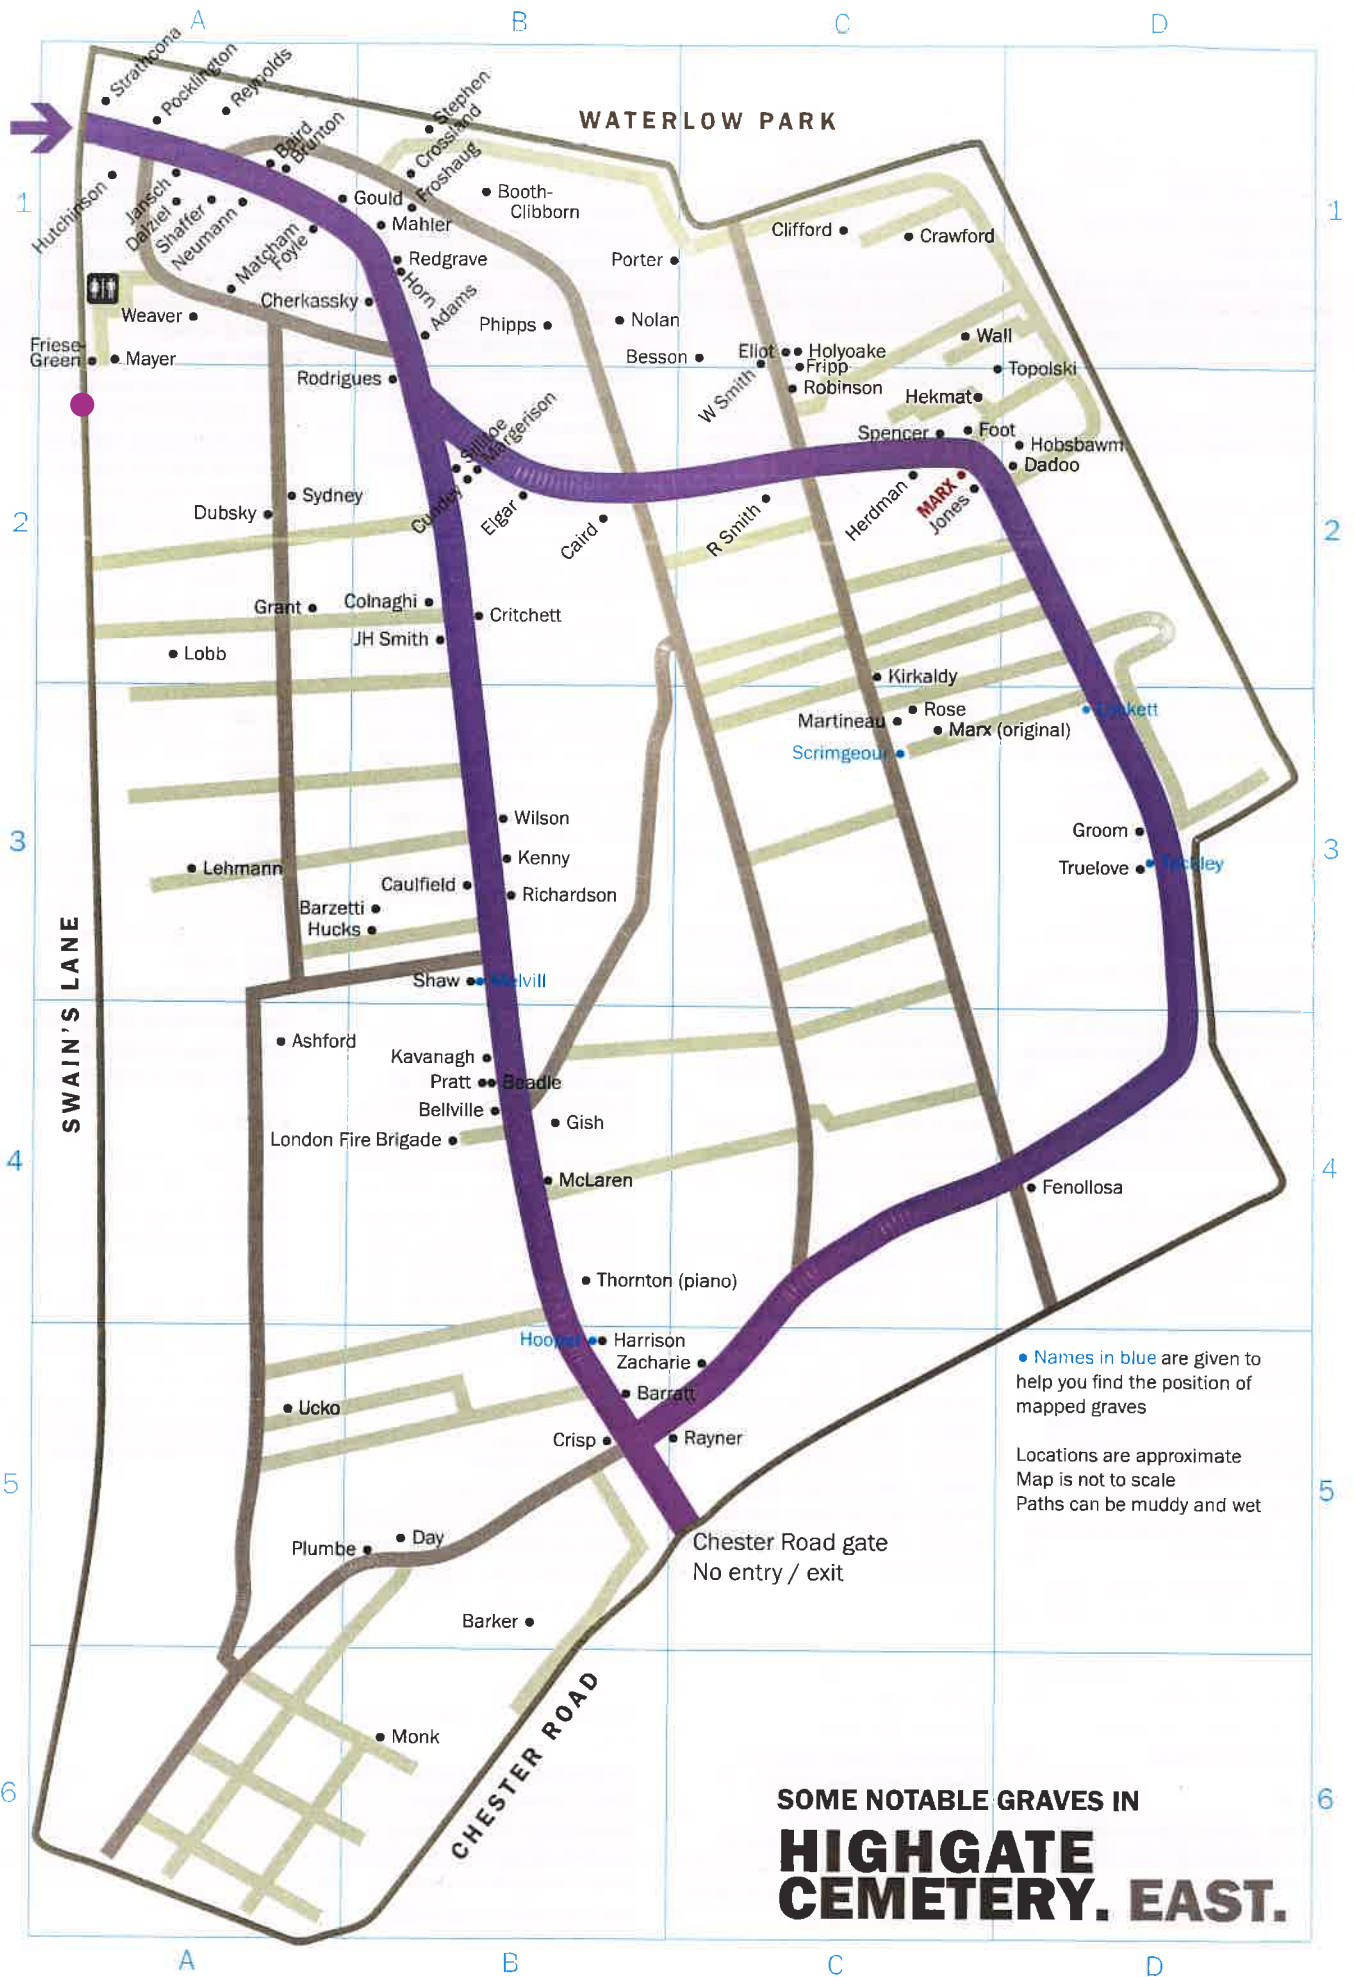 A
B
C
D
Strathcona
Pocklington
Reynolds
Stephen
WATERLOW PARK
Baird
Brunton
Crossland
Froshaug
Hutchinson
Jansch
Dalziel
Shaffer
Neumann
Gould
Booth-
Clibborn
1
1
Mahler
Matcham
Foyle
Clifford
Crawford
Redgrave
Porter
Horn
Cherkassky
Adams
Weaver
Phipps
Nolan
Wall
Friese-
Green
Mayer
Besson
Eliot
Holyoake
Fripp
W Smith
Robinson
Topolski
Rodrigues
Hekmat
Spencer
Foot
Hobsbawm
Dadoo
Sillitoe
Margerison
Cundey
Elgar
Caird
R Smith
Herdman
MARX
Jones
Sydney
Dubsky
2
2
Grant
Colnaghi
Critchett
JH Smith
Lobb
Kirkaldy
Rose
Lockett
Martineau
Marx (original)
Scrimgeour
Wilson
Groom
3
3
Kenny
Lehmann
Truelove
Tackley
Caulfield
Richardson
Barzetti
Hucks
SWAIN'S LANE
Shaw
Melvill
Ashford
Kavanagh
Pratt
Beadle
Bellville
Gish
London Fire Brigade
4
4
McLaren
Fenollosa
Thornton (piano)
Hooper
Harrison
Zacharie
Barratt
Ucko
Crisp
Rayner
Names in blue are given to
help you find the position of
mapped graves
Locations are approximate
Map is not to scale
Paths can be muddy and wet
5
5
Chester Road gate
No entry / exit
Day
Plumbe
Barker
CHESTER ROAD
Monk
6
6
SOME NOTABLE GRAVES IN
HIGHGATE
CEMETERY. EAST.
A
B
C
D